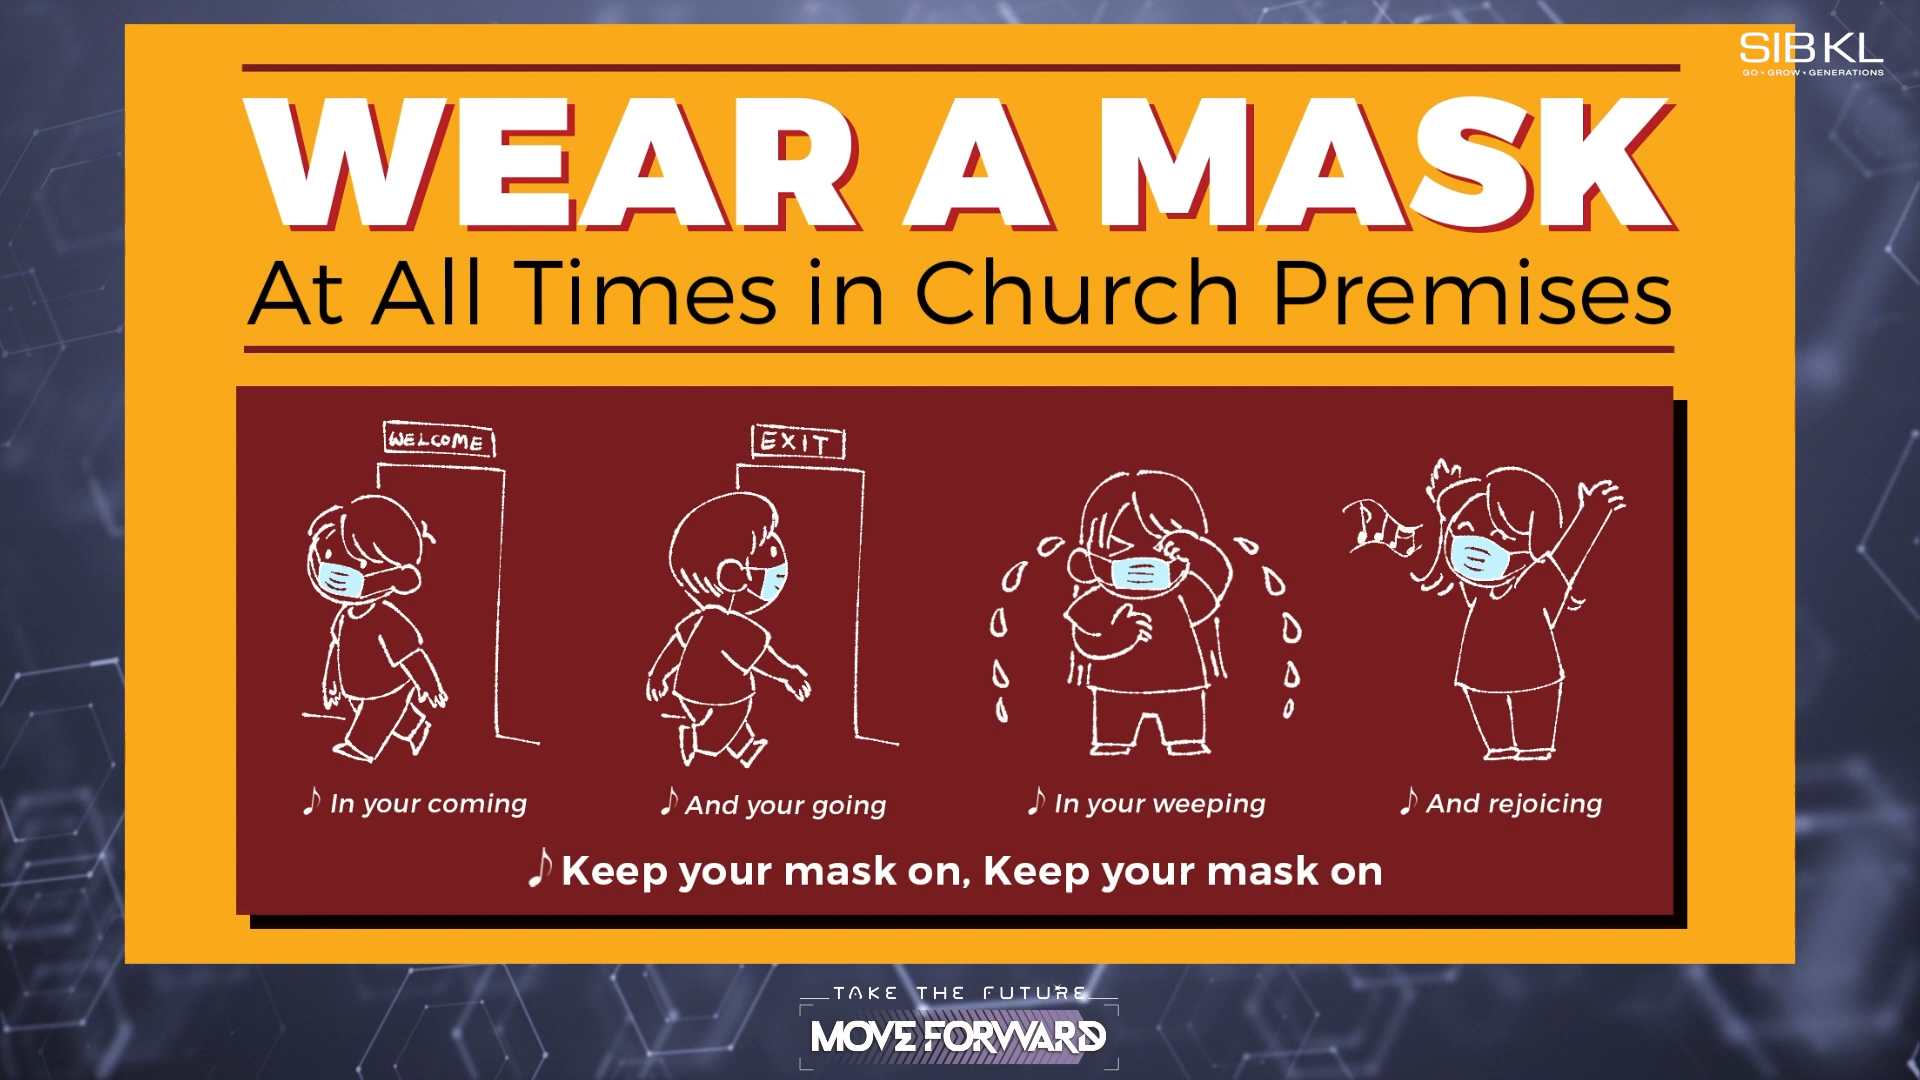 SIBKL
GO • GROW • GENERATIONS
WEAR A MASK
At All Times in Church Premises
WELCOME
EXIT
♪ In your coming
♪ And your going
♪ In your weeping
♪ And rejoicing
♪ Keep your mask on, Keep your mask on
TAKE THE FUTURE
MOVE FORWARD